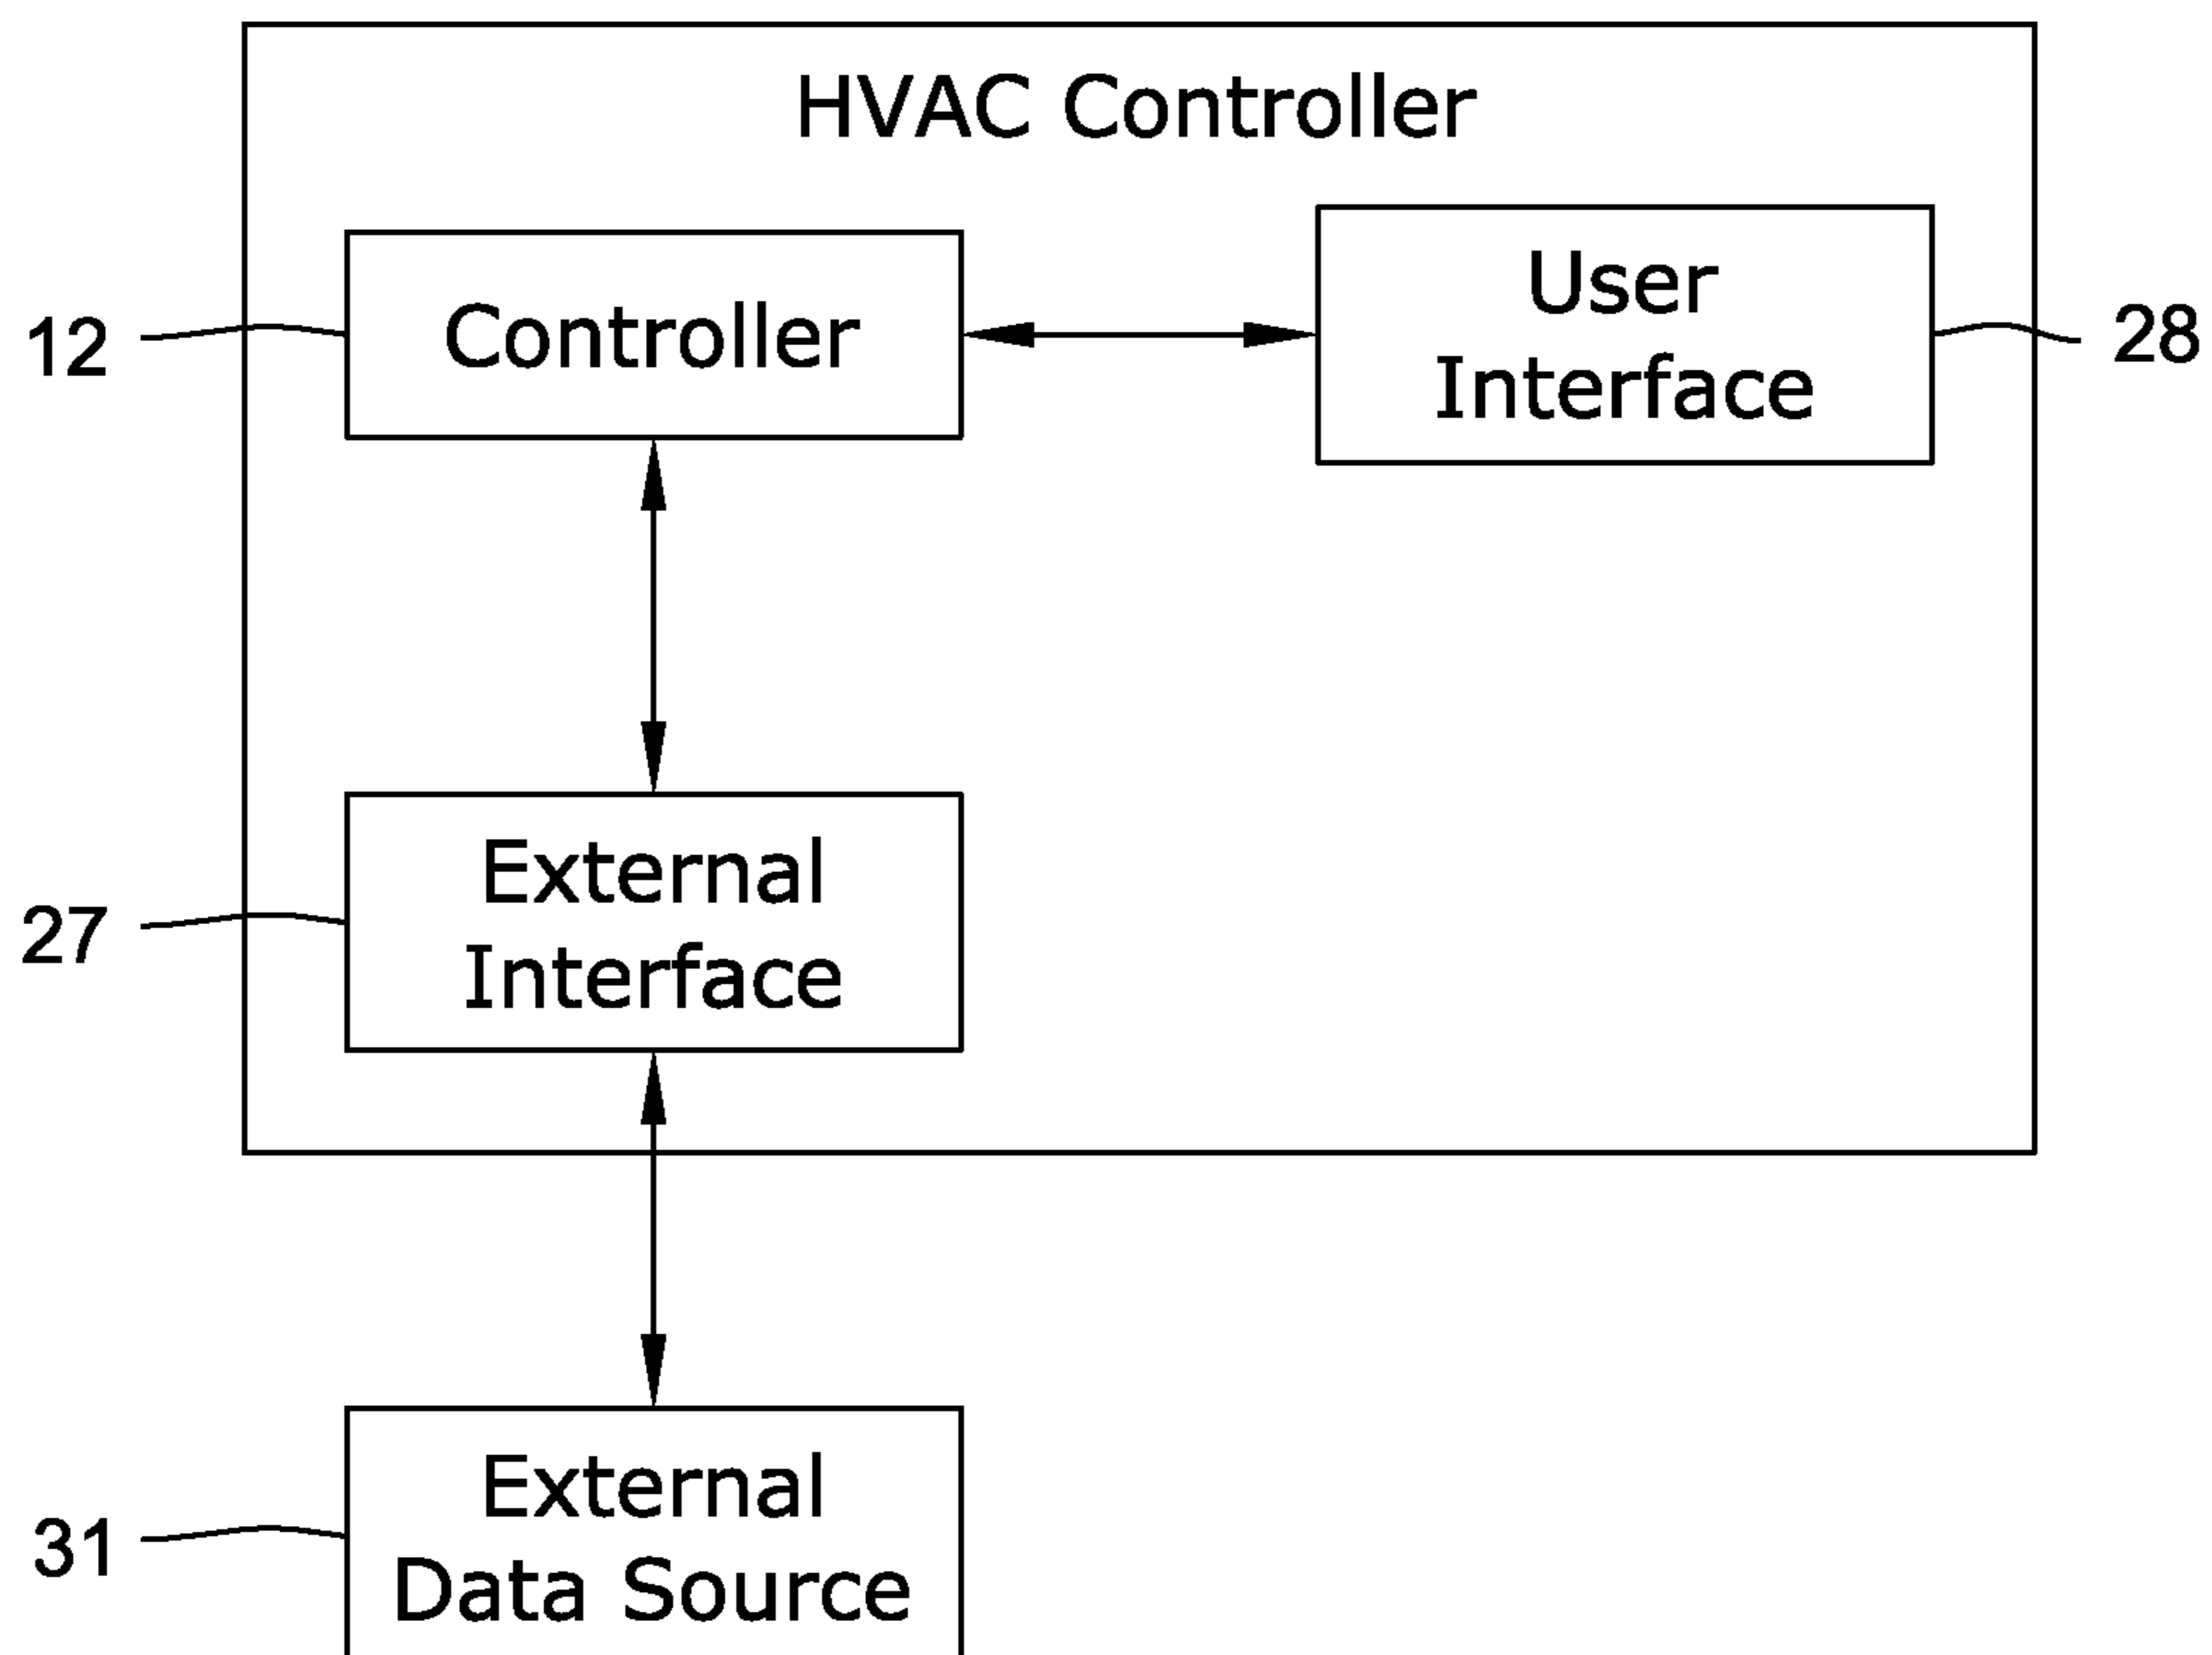 HVAC Controller
12
Controller
User
Interface
28
27
External
Interface
31
External
Data Source